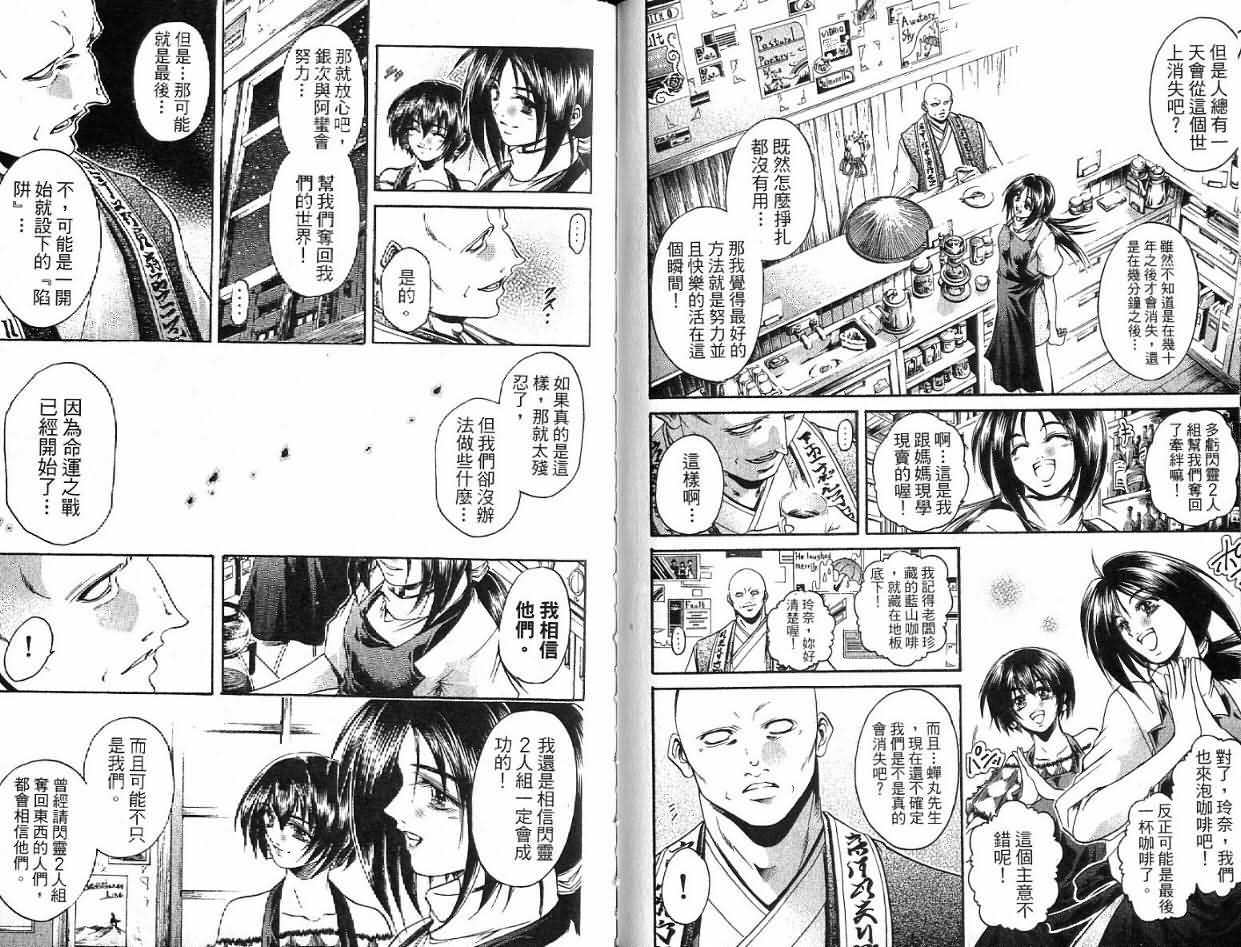 但是人總有一
天會從這個世
上消失吧？
雖然不知道是在幾十
年之後才會消失，還
是在幾分鐘之後…
既然怎麼掙扎
都沒有用…
那我覺得最好的
方法就是努力並
且快樂的活在這
個瞬間！
Postural
Poetry
VIDRIO
A watery
Sky
多虧閃靈２人
組幫我們奪回
了牽絆嘛！
啊，這是我
跟媽媽現學
現賣的喔！
…
這樣啊…
對了，玲奈，我們
也來泡咖啡吧！
反正可能是最後
一杯咖啡了。
這個主意不
錯呢！
我記得老闆珍
藏的藍山咖啡
，就藏在地板
底下！
玲奈，妳好
清楚喔！
He laughed
merrily
Fault
…
而且…蟬丸先生
，現在還不確定
我們是不是真的
會消失吧？
！
那就放心吧，
銀次與阿蠻會
努力…
幫我們奪回我
們的世界！
…
是的。
…
但是…那可能
就是最後…
不，可能是一開
始就設下的『陷
阱』…
如果真的是這
樣，那就太殘
忍了，
但我們卻沒辦
法做些什麼…
因為命運之戰
已經開始了…
我相信
他們。
！
我還是相信閃靈
２人組一定會成
功的！
而且可能不只
是我們。
曾經請閃靈２人組
奪回東西的人們，
都會相信他們。